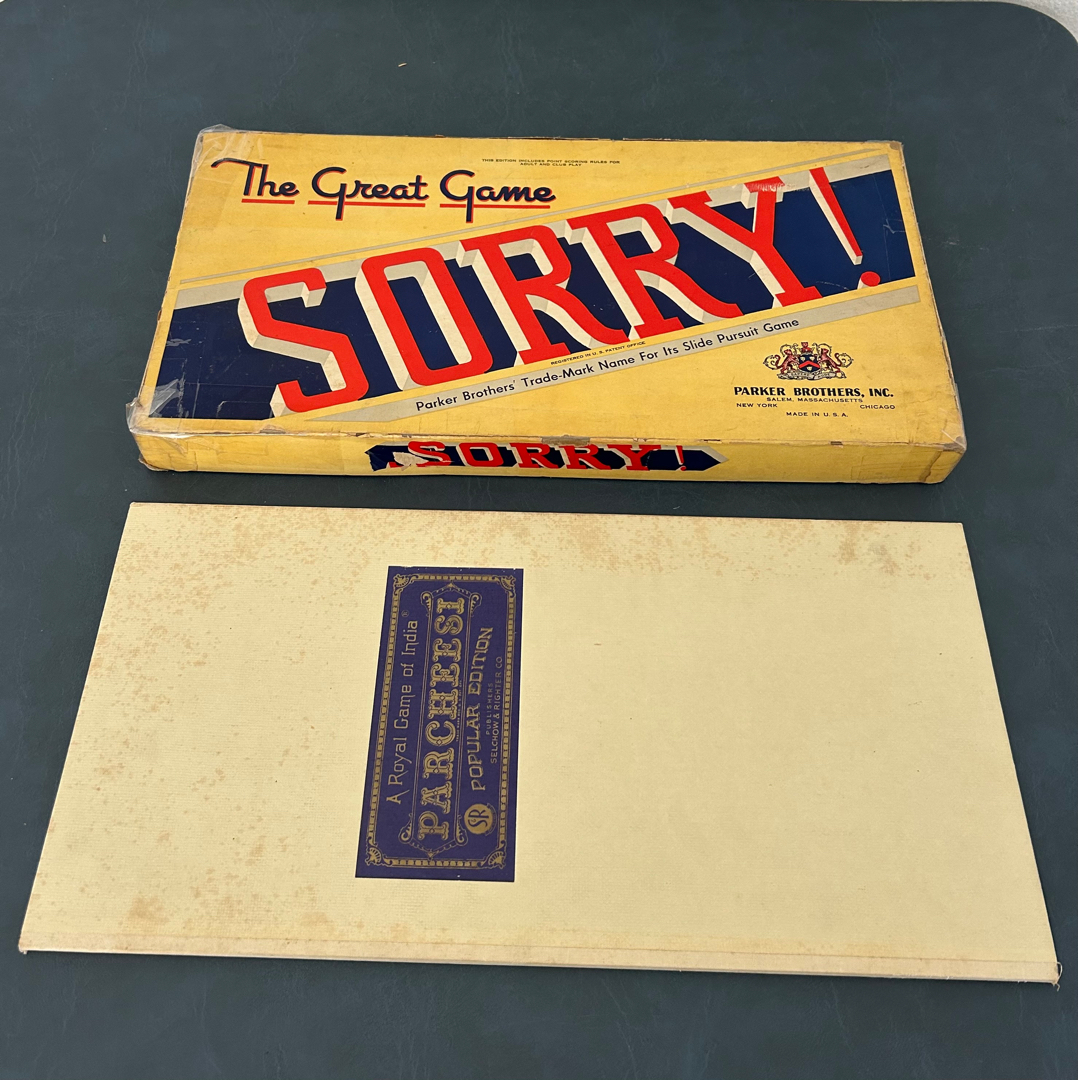 THIS EDITION INCLUDES POINT SCORING RULES FOR
ADULT AND CLUB PLAY
The Great Game
SORRY!
REGISTERED IN U. S. PATENT OFFICE
Parker Brothers' Trade-Mark Name For Its Slide Pursuit Game
PARKER BROTHERS, INC.
SALEM, MASSACHUSETTS
NEW YORK CHICAGO
MADE IN U. S. A.
SORRY!
A Royal Game of India®
PARCHEESI
SR POPULAR EDITION
PUBLISHERS
SELCHOW & RIGHTER CO